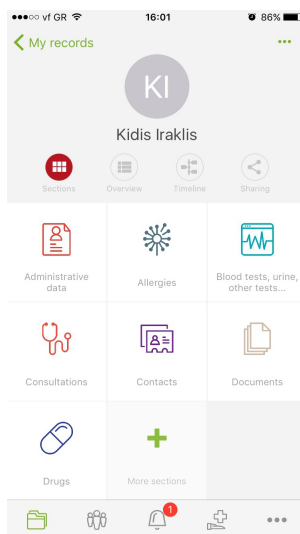 vf GR 16:01 86%
My records
KI
Kidis Iraklis
Sections Overview Timeline Sharing
Administrative
data
Allergies
Blood tests, urine,
other tests...
Consultations Contacts Documents
Drugs More sections
1